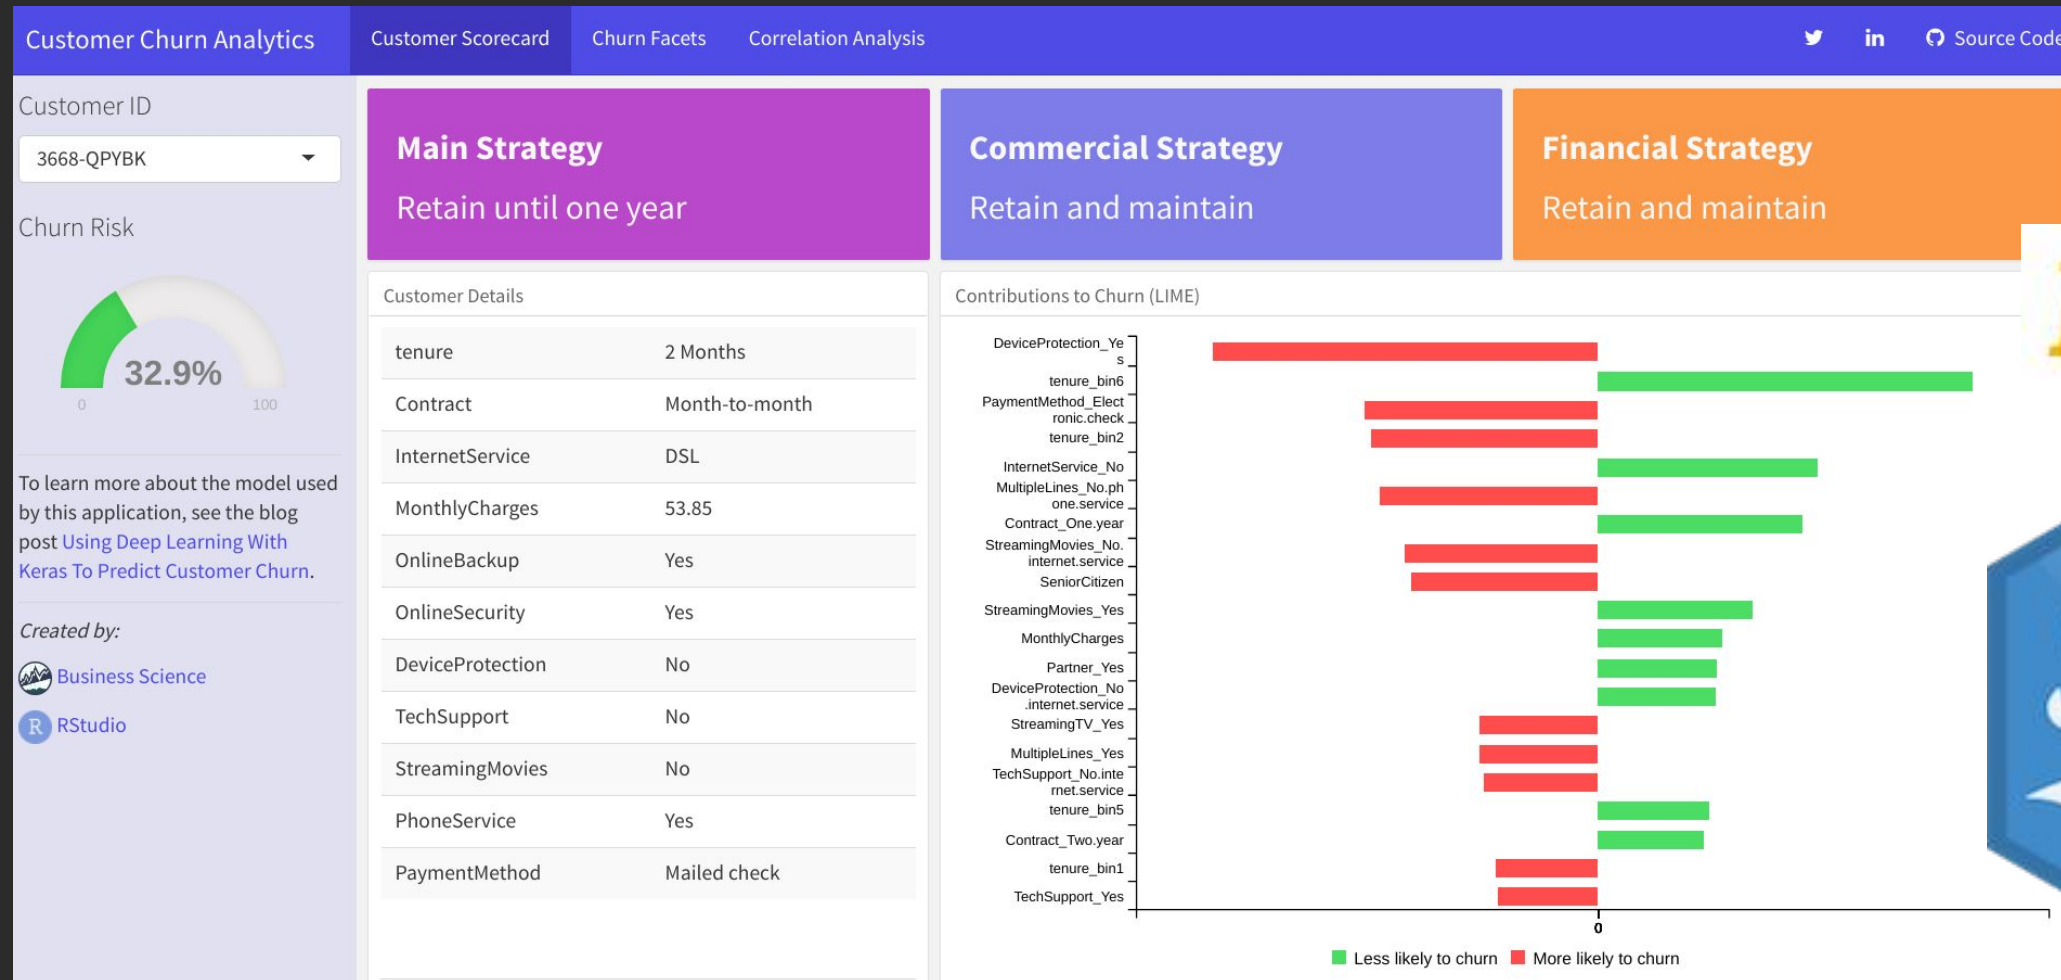 Customer Churn Analytics
Customer Scorecard
Churn Facets
Correlation Analysis
Source Code
Customer ID
3668-QPYBK
Churn Risk
32.9%
0
100
To learn more about the model used
by this application, see the blog
post Using Deep Learning With
Keras To Predict Customer Churn.
Created by:
Business Science
R RStudio
Main Strategy
Retain until one year
Commercial Strategy
Retain and maintain
Financial Strategy
Retain and maintain
Customer Details
tenure 2 Months
Contract Month-to-month
InternetService DSL
MonthlyCharges 53.85
OnlineBackup Yes
OnlineSecurity Yes
DeviceProtection No
TechSupport No
StreamingMovies No
PhoneService Yes
PaymentMethod Mailed check
Contributions to Churn (LIME)
DeviceProtection_Ye
s
tenure_bin6
PaymentMethod_Elect
ronic.check
tenure_bin2
InternetService_No
MultipleLines_No.ph
one.service
Contract_One.year
StreamingMovies_No.
internet.service
SeniorCitizen
StreamingMovies_Yes
MonthlyCharges
Partner_Yes
DeviceProtection_No
.internet.service
StreamingTV_Yes
MultipleLines_Yes
TechSupport_No.inte
rnet.service
tenure_bin5
Contract_Two.year
tenure_bin1
TechSupport_Yes
0
Less likely to churn
More likely to churn